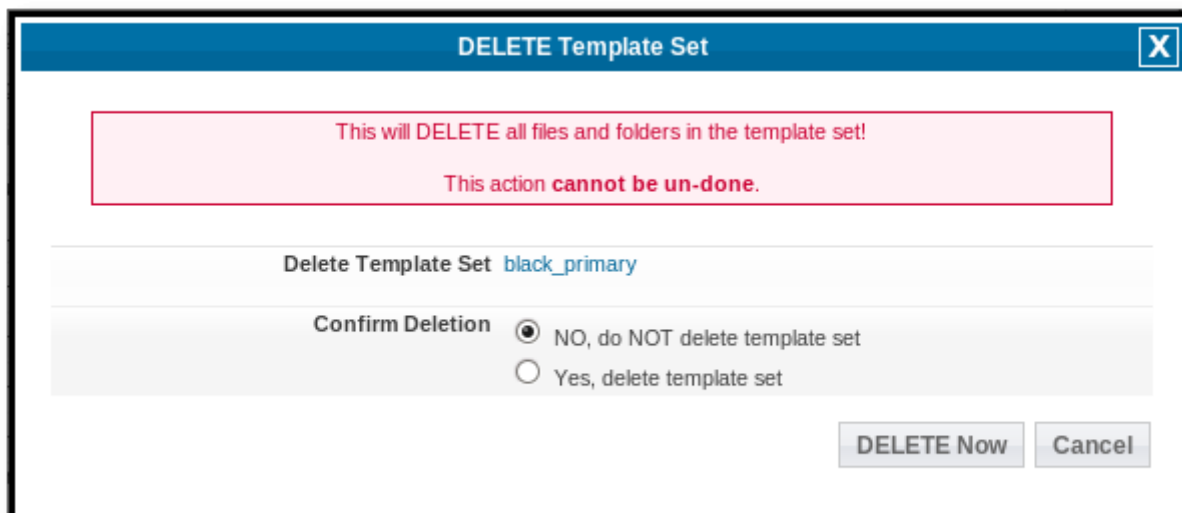 DELETE Template Set
X
This will DELETE all files and folders in the template set!
This action cannot be un-done.
Delete Template Set black_primary
Confirm Deletion
NO, do NOT delete template set
Yes, delete template set
DELETE Now Cancel